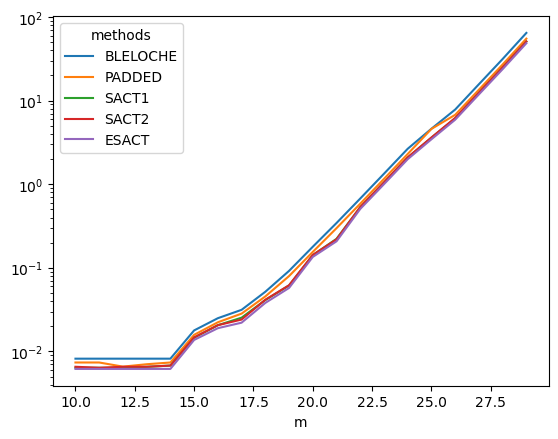 methods
BLELOCHE
PADDED
SACT1
SACT2
ESACT
10²
10¹
10⁰
10⁻¹
10⁻²
10.0 12.5 15.0 17.5 20.0 22.5 25.0 27.5
m